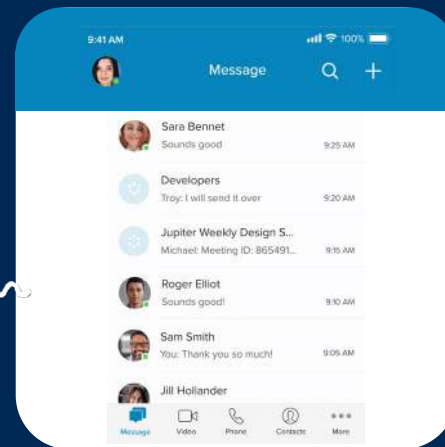 9:41 AM 100%
Message
Sara Bennet
Sounds good 9:25 AM
Developers
Troy: I will send it over 9:20 AM
Jupiter Weekly Design S...
Michael: Meeting ID: 865491... 9:15 AM
Roger Elliot
Sounds good! 9:10 AM
Sam Smith
You: Thank you so much! 9:05 AM
Jill Hollander
Message Video Phone Contacts More